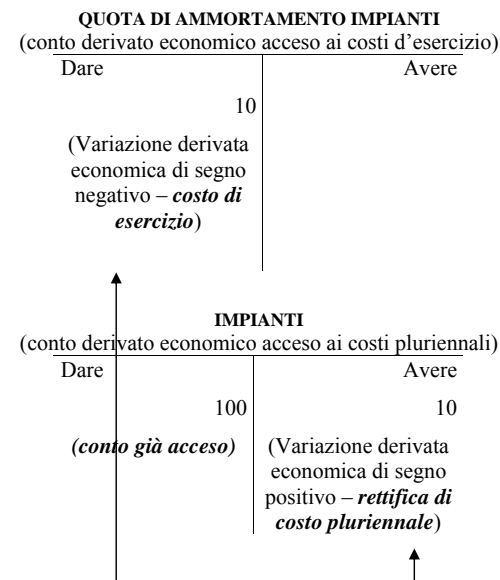 QUOTA DI AMMORTAMENTO IMPIANTI
(conto derivato economico acceso ai costi d’esercizio)
Dare Avere
10
(Variazione derivata
economica di segno
negativo – costo di
esercizio)
IMPIANTI
(conto derivato economico acceso ai costi pluriennali)
Dare Avere
100 10
(conto già acceso) (Variazione derivata
economica di segno
positivo – rettifica di
costo pluriennale)